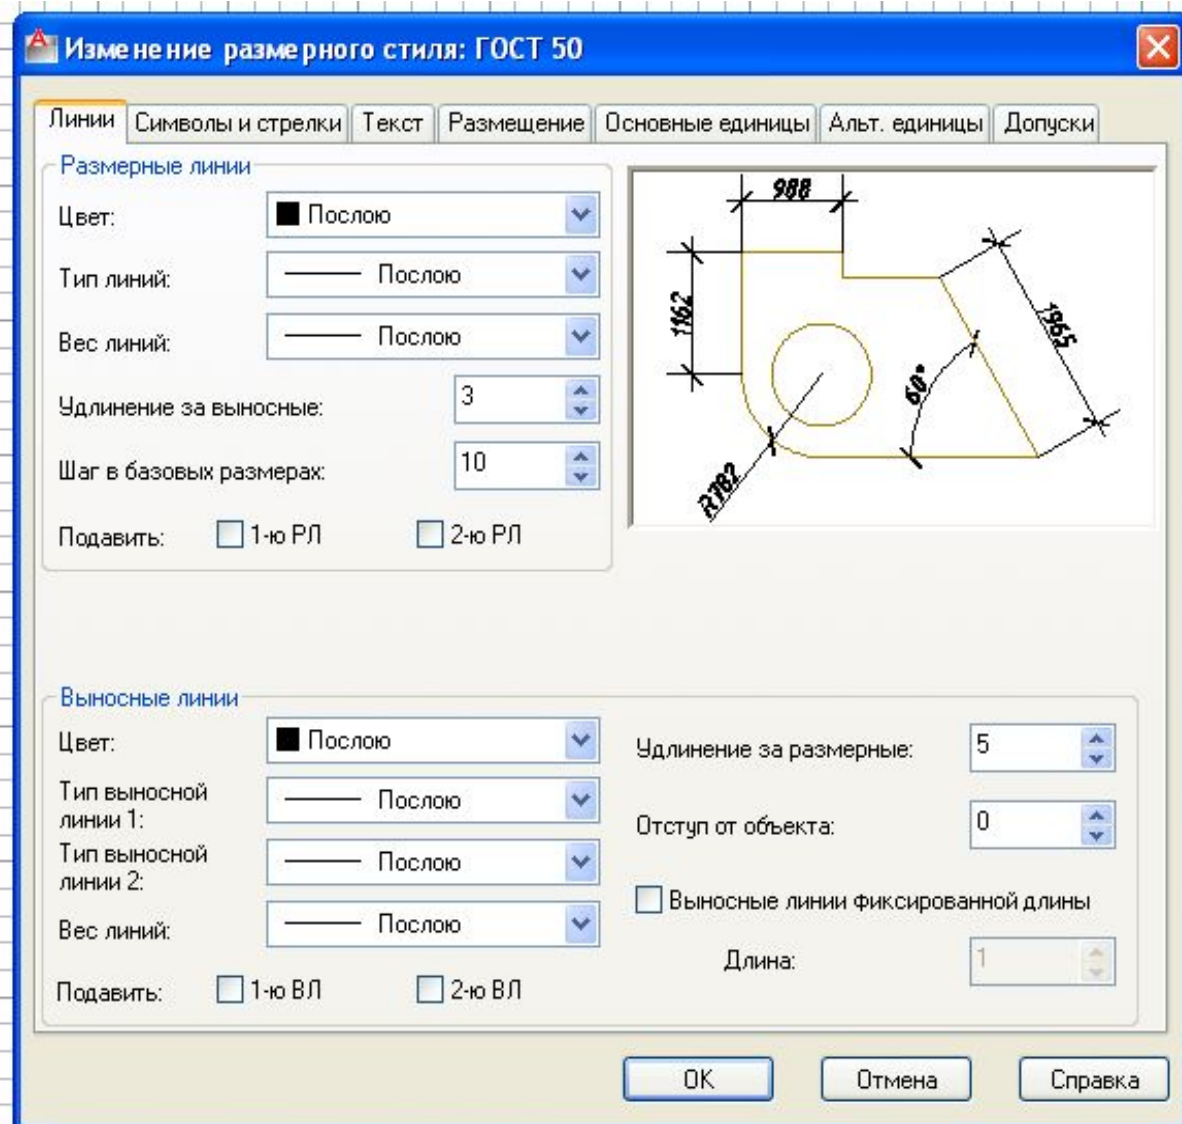 Изменение размерного стиля: ГОСТ 50
Линии Символы и стрелки Текст Размещение Основные единицы Альт. единицы Допуски
Размерные линии
Цвет: Послою
Тип линий: Послою
Вес линий: Послою
Удлинение за выносные: 3
Шаг в базовых размерах: 10
Подавить: 1-ю РЛ 2-ю РЛ
988
1162
1965
60°
R782
Выносные линии
Цвет: Послою
Тип выносной
линии 1: Послою
Тип выносной
линии 2: Послою
Вес линий: Послою
Подавить: 1-ю ВЛ 2-ю ВЛ
Удлинение за размерные: 5
Отступ от объекта: 0
Выносные линии фиксированной длины
Длина: 1
OK Отмена Справка